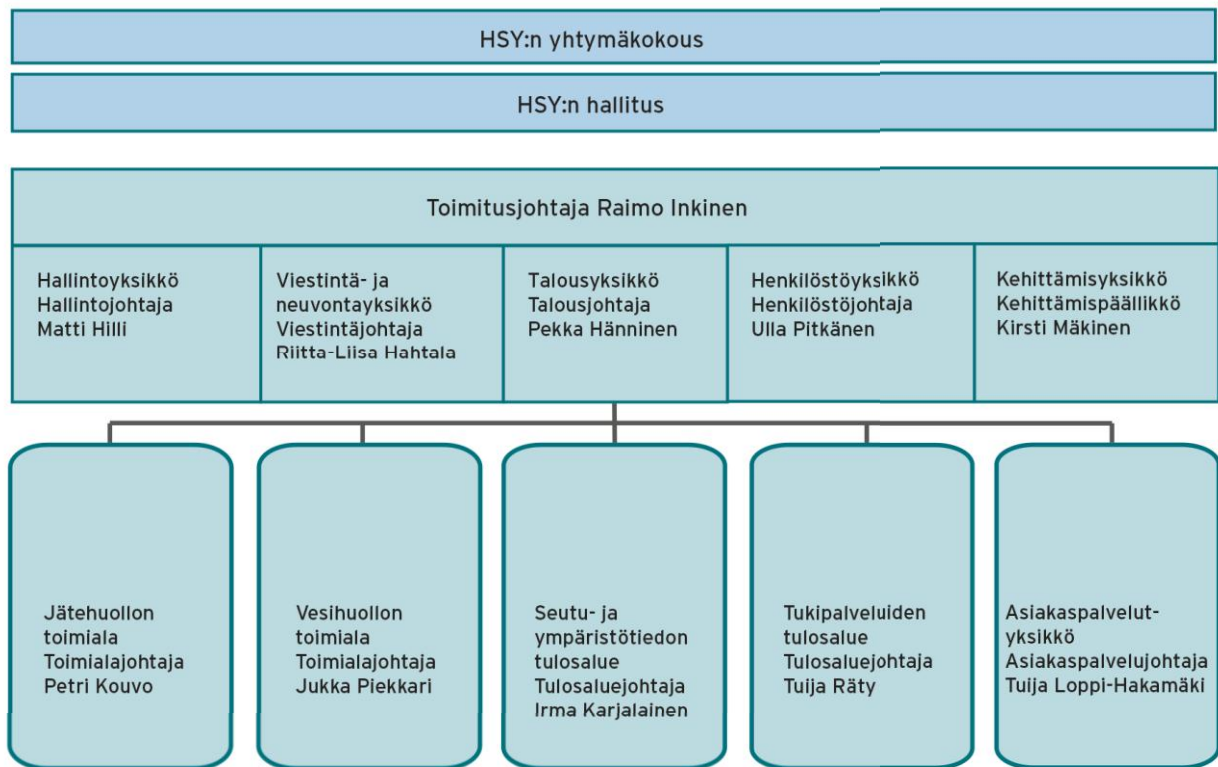 HSY:n yhtymäkokous
HSY:n hallitus
Toimitusjohtaja Raimo Inkinen
Hallintoyksikkö
Hallintojohtaja
Matti Hilli
Viestintä- ja
neuvontayksikkö
Viestintäjohtaja
Riitta-Liisa Hahtala
Talousyksikkö
Talousjohtaja
Pekka Hänninen
Henkilöstöyksikkö
Henkilöstöjohtaja
Ulla Pitkänen
Kehittämisyksikkö
Kehittämispäällikkö
Kirsti Mäkinen
Jätehuollon
toimiala
Toimialajohtaja
Petri Kouvo
Vesihuollon
toimiala
Toimialajohtaja
Jukka Piekkari
Seutu- ja
ympäristötiedon
tulosalue
Tulosaluejohtaja
Irma Karjalainen
Tukipalveluiden
tulosalue
Tulosaluejohtaja
Tuija Räty
Asiakaspalvelut-
yksikkö
Asiakaspalvelujohtaja
Tuija Loppi-Hakamäki